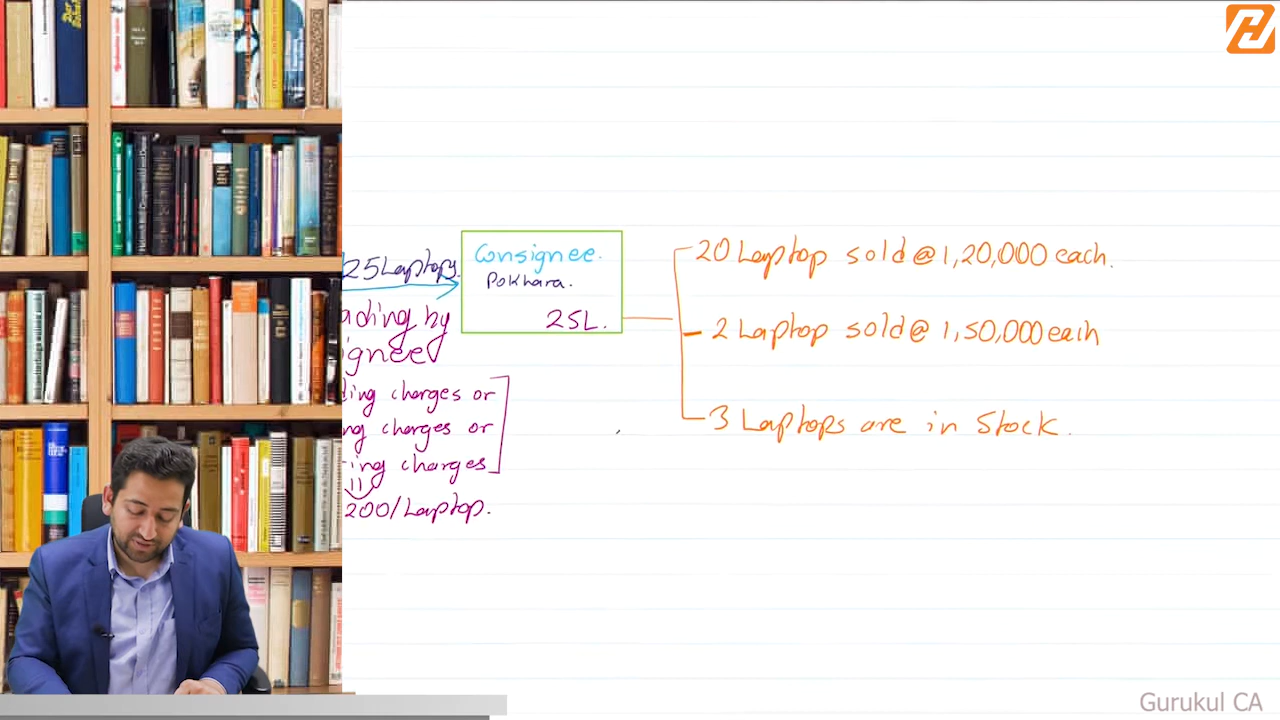 25 Laptops.
Consignee.
Pokhara.
25L.
ading by
ignee
ding charges or
ng charges or
ing charges
200/Laptop.
20 Laptop sold @ 1,20,000 each.
2 Laptop sold @ 1,50,000 each
3 Laptops are in Stock.
Gurukul CA